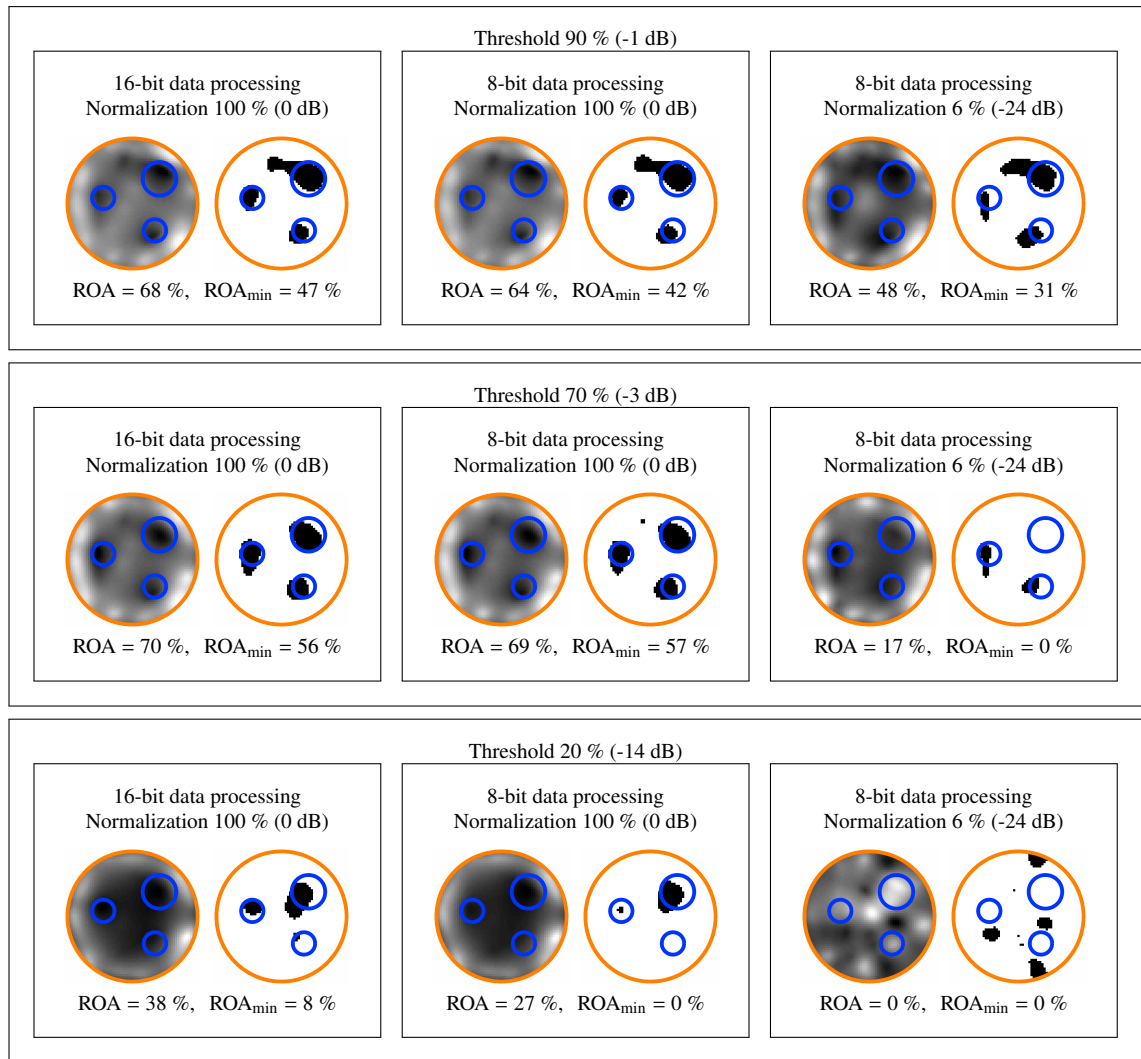 Threshold 90 % (-1 dB)
16-bit data processing
Normalization 100 % (0 dB)
ROA = 68 %, ROAmin = 47 %
8-bit data processing
Normalization 100 % (0 dB)
ROA = 64 %, ROAmin = 42 %
8-bit data processing
Normalization 6 % (-24 dB)
ROA = 48 %, ROAmin = 31 %
Threshold 70 % (-3 dB)
16-bit data processing
Normalization 100 % (0 dB)
ROA = 70 %, ROAmin = 56 %
8-bit data processing
Normalization 100 % (0 dB)
ROA = 69 %, ROAmin = 57 %
8-bit data processing
Normalization 6 % (-24 dB)
ROA = 17 %, ROAmin = 0 %
Threshold 20 % (-14 dB)
16-bit data processing
Normalization 100 % (0 dB)
ROA = 38 %, ROAmin = 8 %
8-bit data processing
Normalization 100 % (0 dB)
ROA = 27 %, ROAmin = 0 %
8-bit data processing
Normalization 6 % (-24 dB)
ROA = 0 %, ROAmin = 0 %